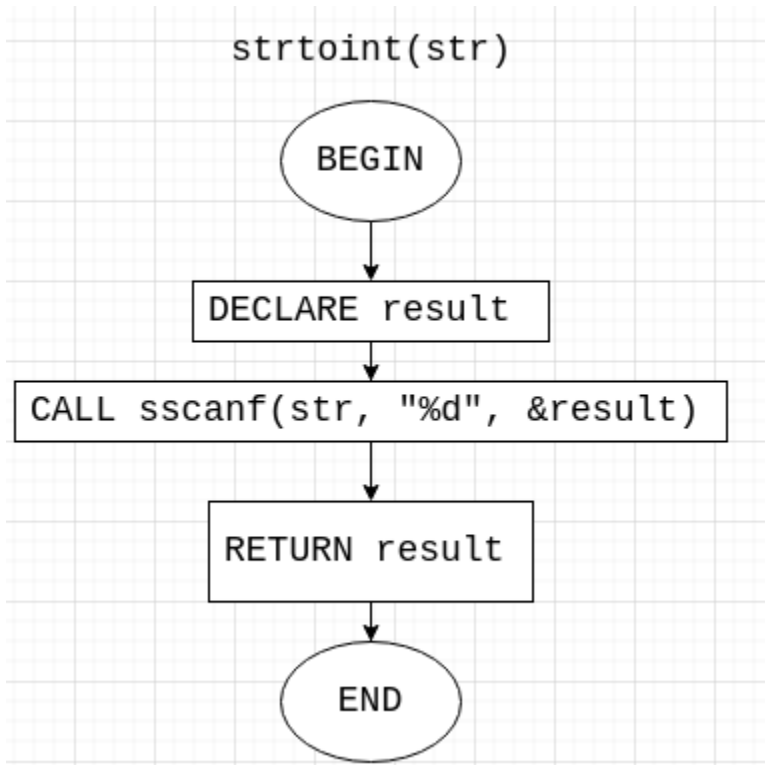 strtoint(str)
BEGIN
DECLARE result
CALL sscanf(str, "%d", &result)
RETURN result
END